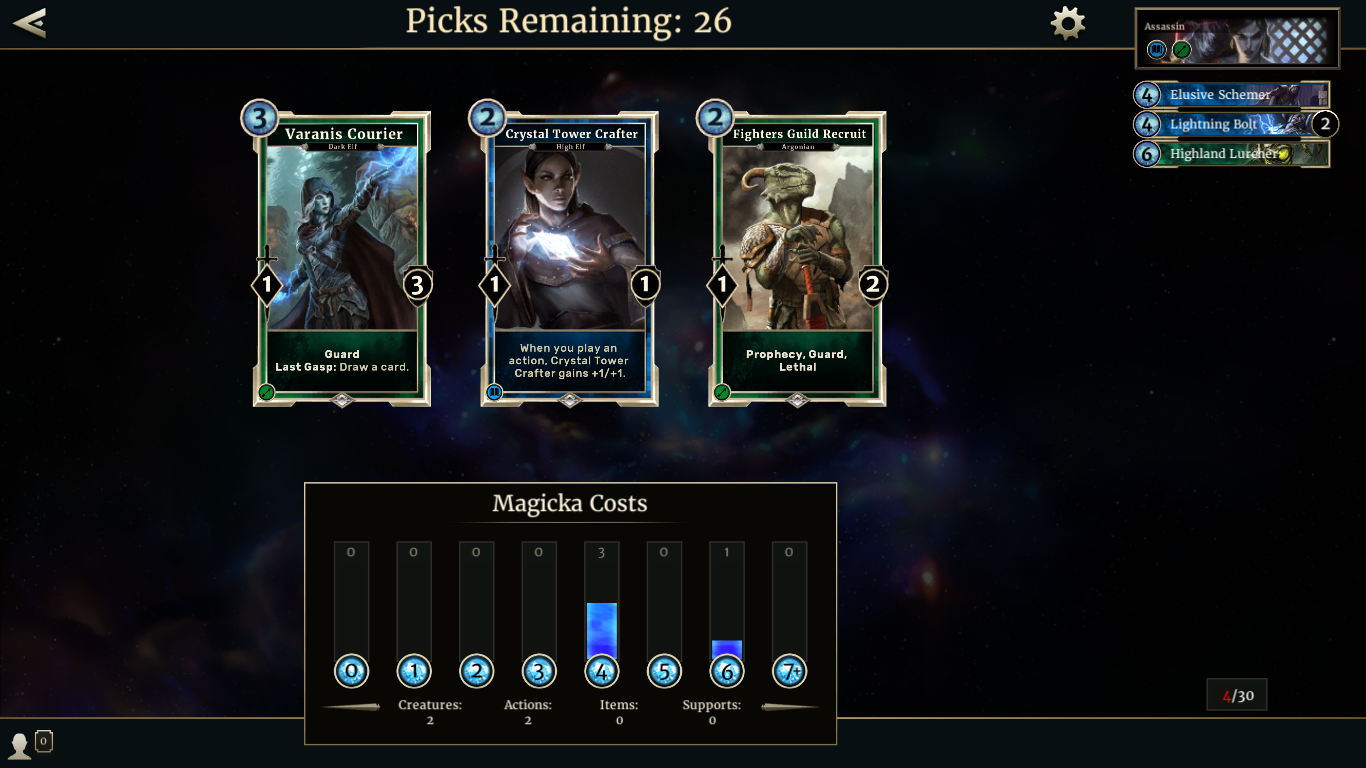 Picks Remaining: 26
Assassin
4 Elusive Schemer
4 Lightning Bolt 2
6 Highland Lurcher
3
Varanis Courier
Dark Elf
1
3
Guard
Last Gasp: Draw a card.
2
Crystal Tower Crafter
High Elf
1
1
When you play an
action, Crystal Tower
Crafter gains +1/+1.
2
Fighters Guild Recruit
Argonian
1
2
Prophecy, Guard,
Lethal
Magicka Costs
0 0 0 0 3 0 1 0
0 1 2 3 4 5 6 7+
Creatures: Actions: Items: Supports:
2 2 0 0
4/30
0